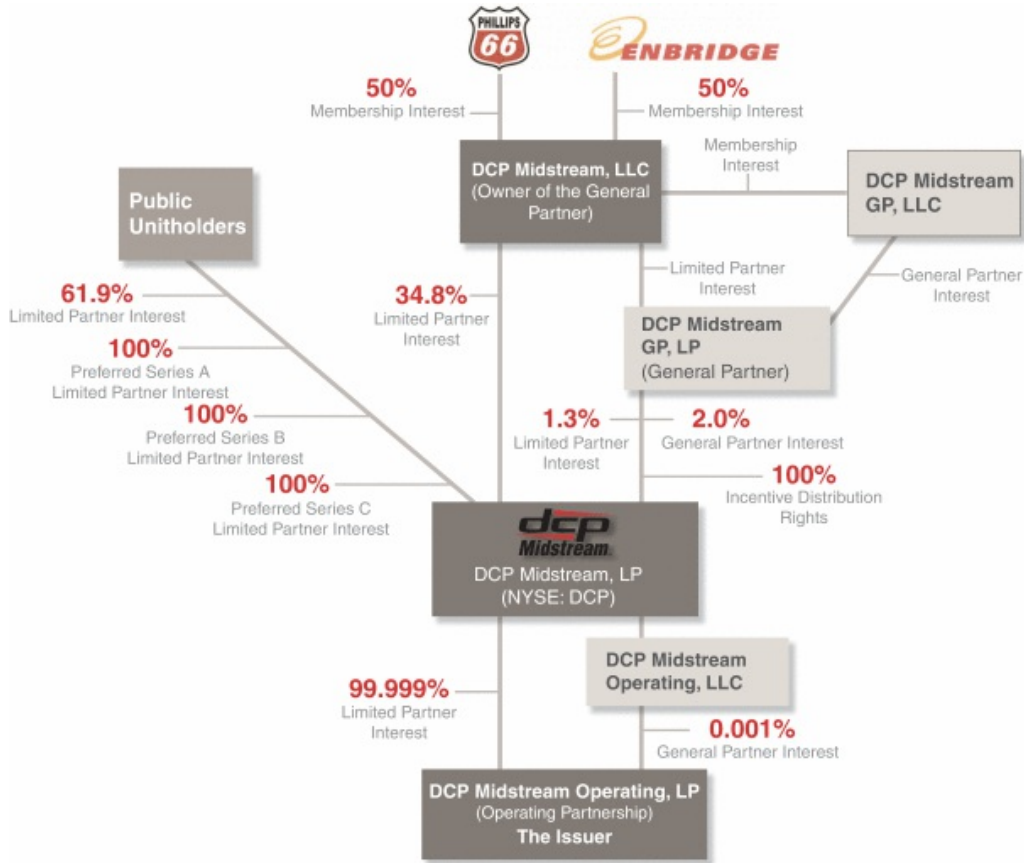 PHILLIPS
66
ENBRIDGE
50%
Membership Interest
50%
Membership Interest
DCP Midstream, LLC
(Owner of the General
Partner)
Membership
Interest
DCP Midstream
GP, LLC
Public
Unitholders
61.9%
Limited Partner Interest
100%
Preferred Series A
Limited Partner Interest
100%
Preferred Series B
Limited Partner Interest
100%
Preferred Series C
Limited Partner Interest
34.8%
Limited Partner
Interest
Limited Partner
Interest
General Partner
Interest
DCP Midstream
GP, LP
(General Partner)
1.3%
Limited Partner
Interest
2.0%
General Partner Interest
100%
Incentive Distribution
Rights
dcp
Midstream.
DCP Midstream, LP
(NYSE: DCP)
99.999%
Limited Partner
Interest
DCP Midstream
Operating, LLC
0.001%
General Partner Interest
DCP Midstream Operating, LP
(Operating Partnership)
The Issuer